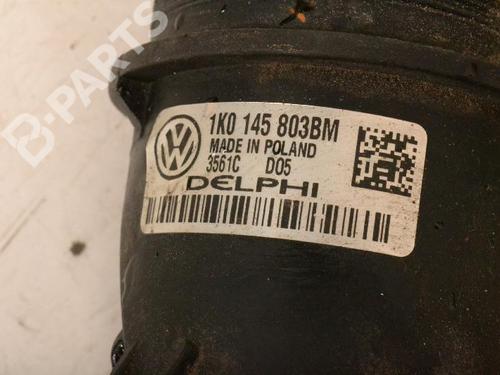 B-PARTS
1K0 145 803BM
MADE IN POLAND
3561C D05
DELPHI